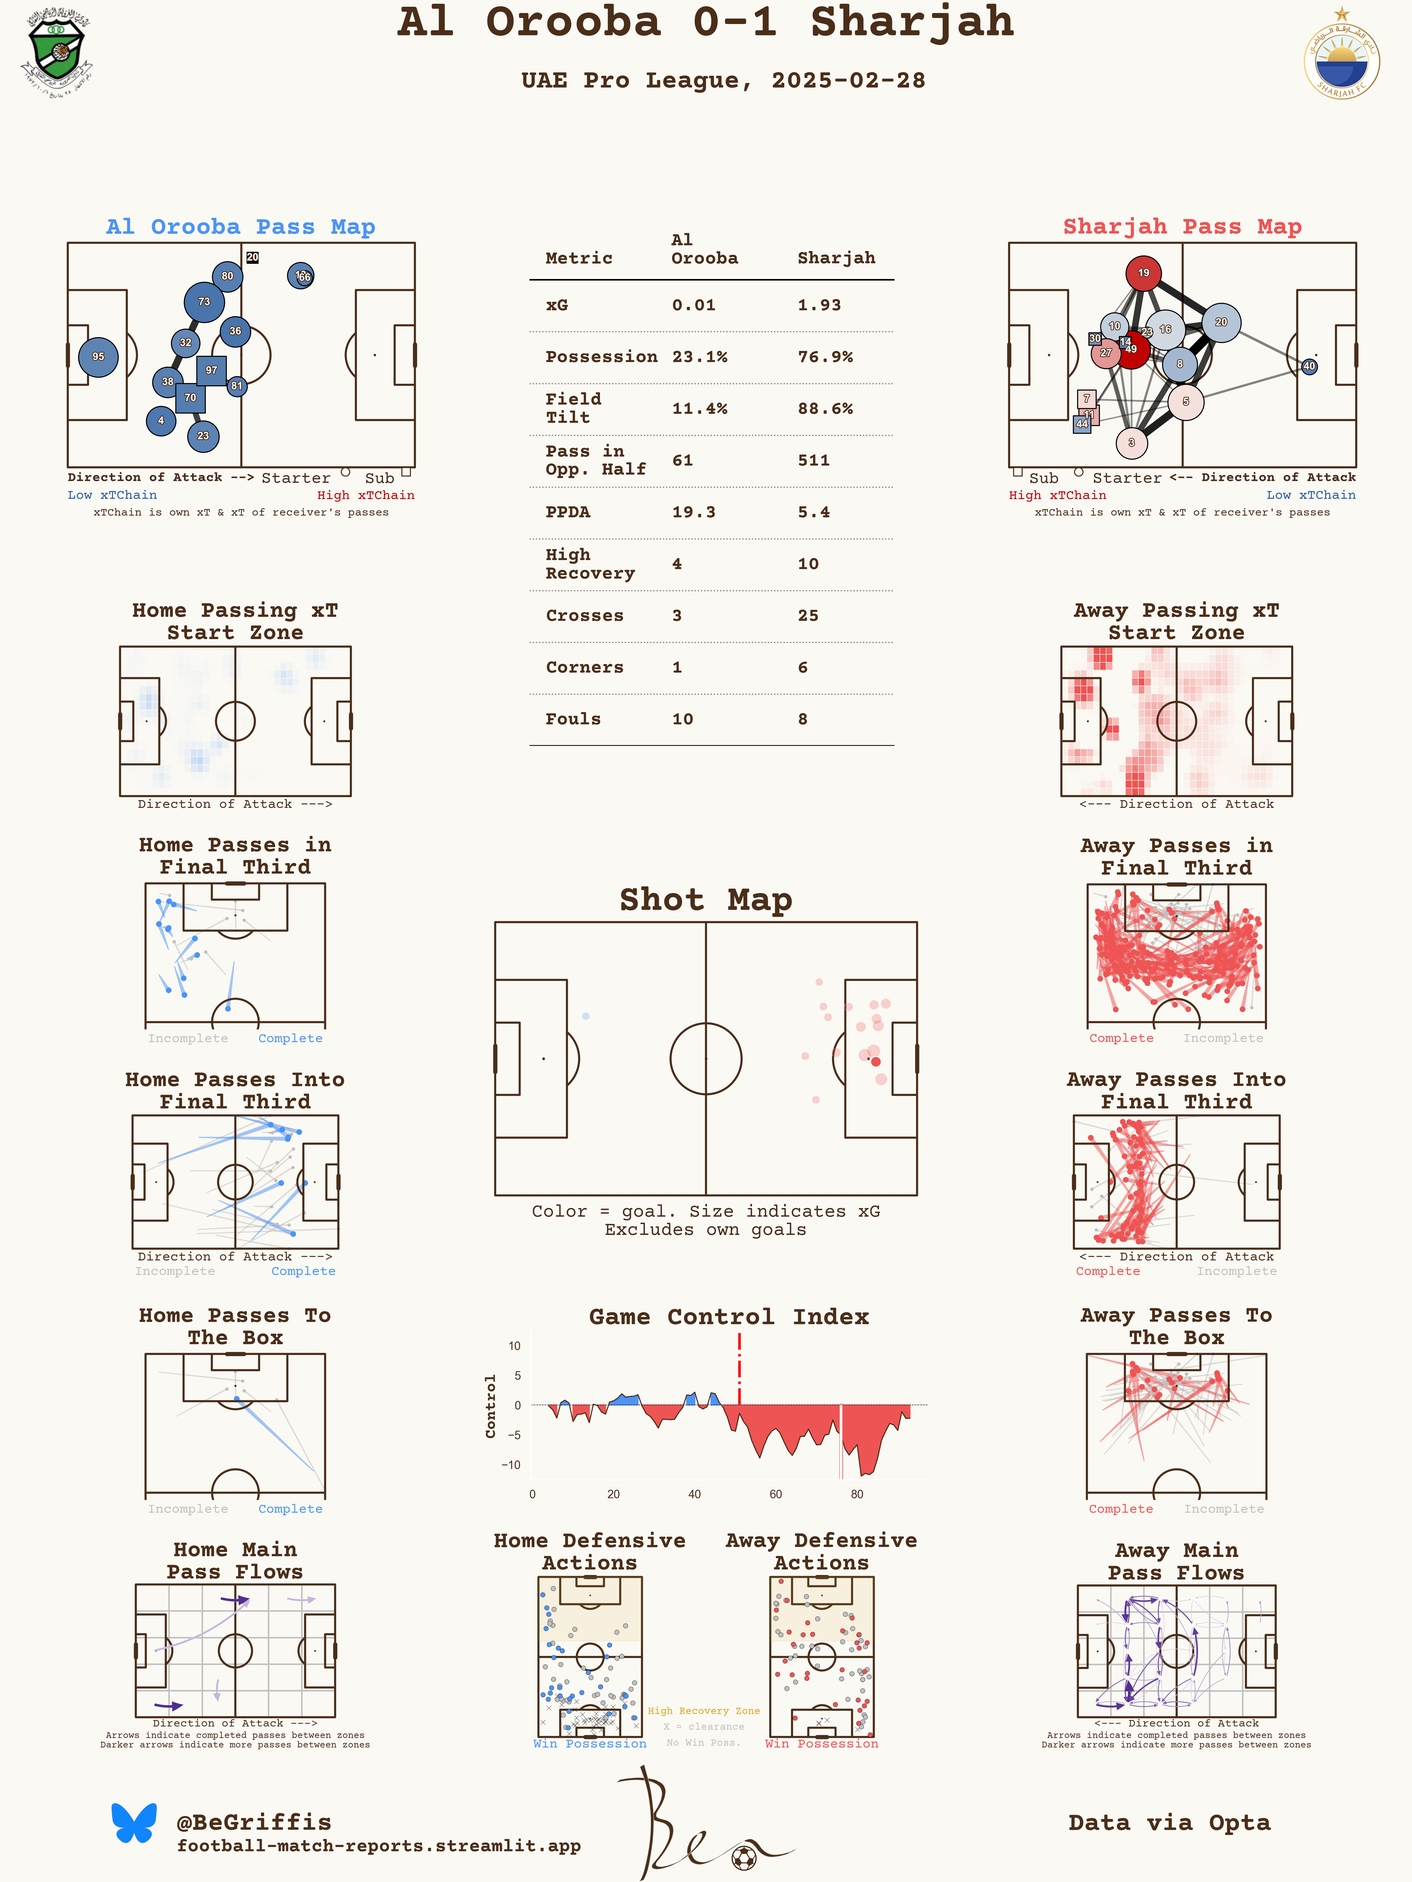 Al Orooba 0-1 Sharjah
UAE Pro League, 2025-02-28
SHARJAH FC
Al Orooba Pass Map
20
80
12
66
73
36
32
95
97
38
81
70
4
23
Direction of Attack --> Starter Sub
Low xTChain High xTChain
xTChain is own xT & xT of receiver's passes
Metric Al Orooba Sharjah
xG 0.01 1.93
Possession 23.1% 76.9%
Field Tilt 11.4% 88.6%
Pass in Opp. Half 61 511
PPDA 19.3 5.4
High Recovery 4 10
Crosses 3 25
Corners 1 6
Fouls 10 8
Sharjah Pass Map
19
20
10
16
23
30
14
49
27
8
40
7
5
11
44
3
Sub Starter <-- Direction of Attack
High xTChain Low xTChain
xTChain is own xT & xT of receiver's passes
Home Passing xT
Start Zone
Direction of Attack --->
Away Passing xT
Start Zone
<--- Direction of Attack
Home Passes in
Final Third
Incomplete Complete
Away Passes in
Final Third
Complete Incomplete
Shot Map
Color = goal. Size indicates xG
Excludes own goals
Home Passes Into
Final Third
Direction of Attack --->
Incomplete Complete
Away Passes Into
Final Third
<--- Direction of Attack
Complete Incomplete
Home Passes To
The Box
Incomplete Complete
Game Control Index
Control
10
5
0
−5
−10
0 20 40 60 80
Away Passes To
The Box
Complete Incomplete
Home Main
Pass Flows
Direction of Attack --->
Arrows indicate completed passes between zones
Darker arrows indicate more passes between zones
Home Defensive
Actions
Win Possession
Away Defensive
Actions
Win Possession
High Recovery Zone
X = clearance
No Win Poss.
Away Main
Pass Flows
<--- Direction of Attack
Arrows indicate completed passes between zones
Darker arrows indicate more passes between zones
@BeGriffis
football-match-reports.streamlit.app
Ben
Data via Opta